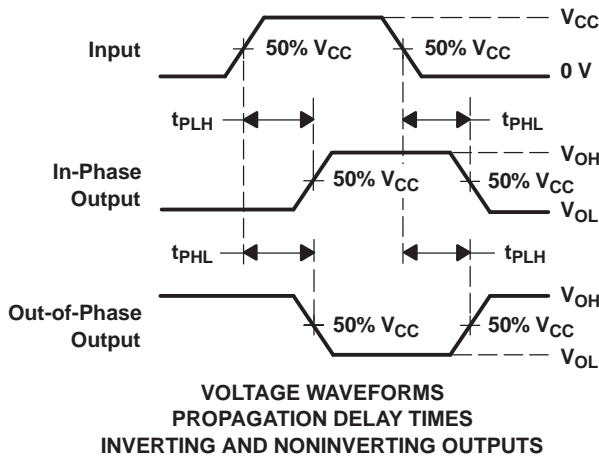 V_CC
Input
50% V_CC
50% V_CC
0 V
t_PLH
t_PHL
V_OH
In-Phase
Output
50% V_CC
50% V_CC
V_OL
t_PHL
t_PLH
V_OH
Out-of-Phase
Output
50% V_CC
50% V_CC
V_OL
VOLTAGE WAVEFORMS
PROPAGATION DELAY TIMES
INVERTING AND NONINVERTING OUTPUTS